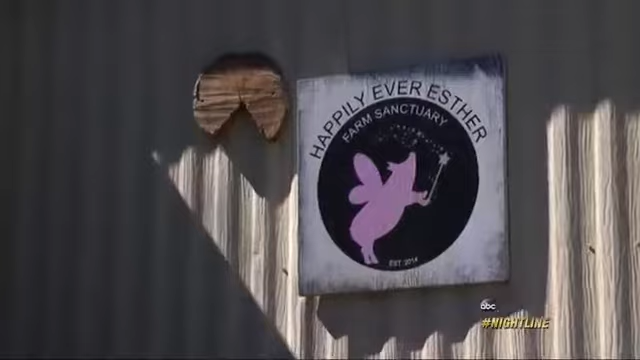 HAPPILY EVER ESTHER
FARM SANCTUARY
EST. 2014
abc
#NIGHTLINE